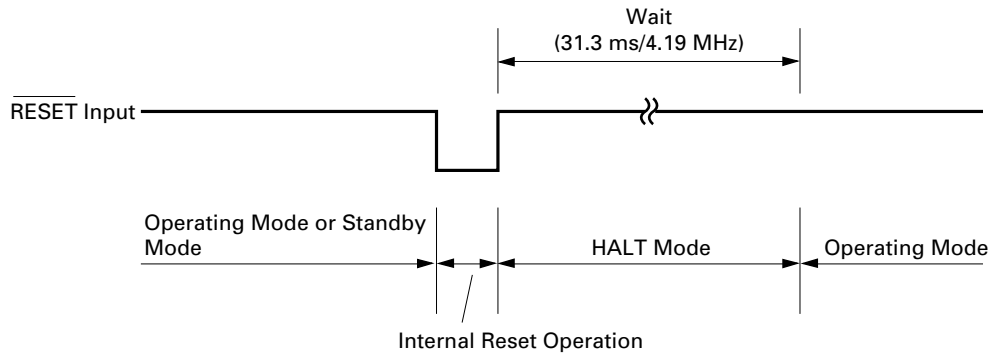 Wait
(31.3 ms/4.19 MHz)
RESET Input
Operating Mode or Standby
Mode
HALT Mode
Operating Mode
Internal Reset Operation